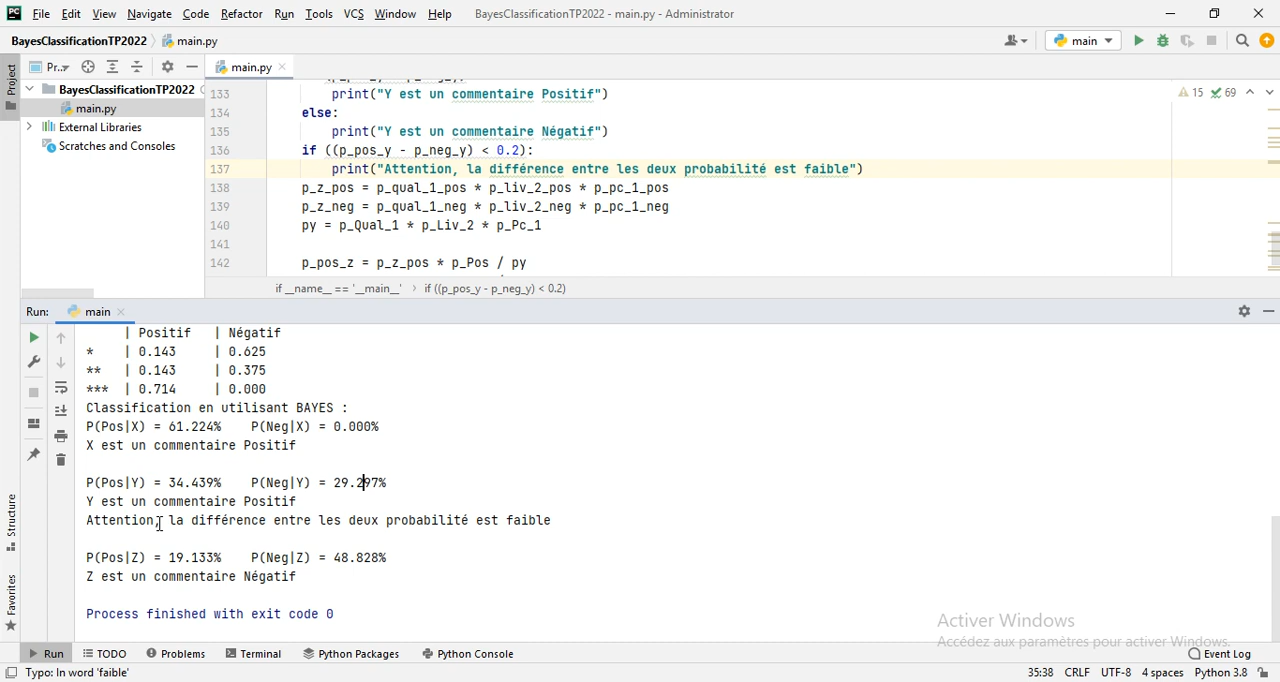 File Edit View Navigate Code Refactor Run Tools VCS Window Help BayesClassificationTP2022 - main.py - Administrator
BayesClassificationTP2022 main.py
main
Project
Pr...
main.py
BayesClassificationTP2022
main.py
External Libraries
Scratches and Consoles
15 69
133 print("Y est un commentaire Positif")
134 else:
135 print("Y est un commentaire Négatif")
136 if ((p_pos_y - p_neg_y) < 0.2):
137 print("Attention, la différence entre les deux probabilité est faible")
138 p_z_pos = p_qual_1_pos * p_liv_2_pos * p_pc_1_pos
139 p_z_neg = p_qual_1_neg * p_liv_2_neg * p_pc_1_neg
140 py = p_Qual_1 * p_Liv_2 * p_Pc_1
141
142 p_pos_z = p_z_pos * p_Pos / py
if __name__ == '__main__' › if ((p_pos_y - p_neg_y) < 0.2)
Run: main
| Positif | Négatif
* | 0.143 | 0.625
** | 0.143 | 0.375
*** | 0.714 | 0.000
Classification en utilisant BAYES :
P(Pos|X) = 61.224% P(Neg|X) = 0.000%
X est un commentaire Positif
P(Pos|Y) = 34.439% P(Neg|Y) = 29.297%
Y est un commentaire Positif
Attention, la différence entre les deux probabilité est faible
P(Pos|Z) = 19.133% P(Neg|Z) = 48.828%
Z est un commentaire Négatif
Process finished with exit code 0
Structure
Favorites
Activer Windows
Accédez aux paramètres pour activer Windows.
Run TODO Problems Terminal Python Packages Python Console Event Log
Typo: In word 'faible' 35:38 CRLF UTF-8 4 spaces Python 3.8